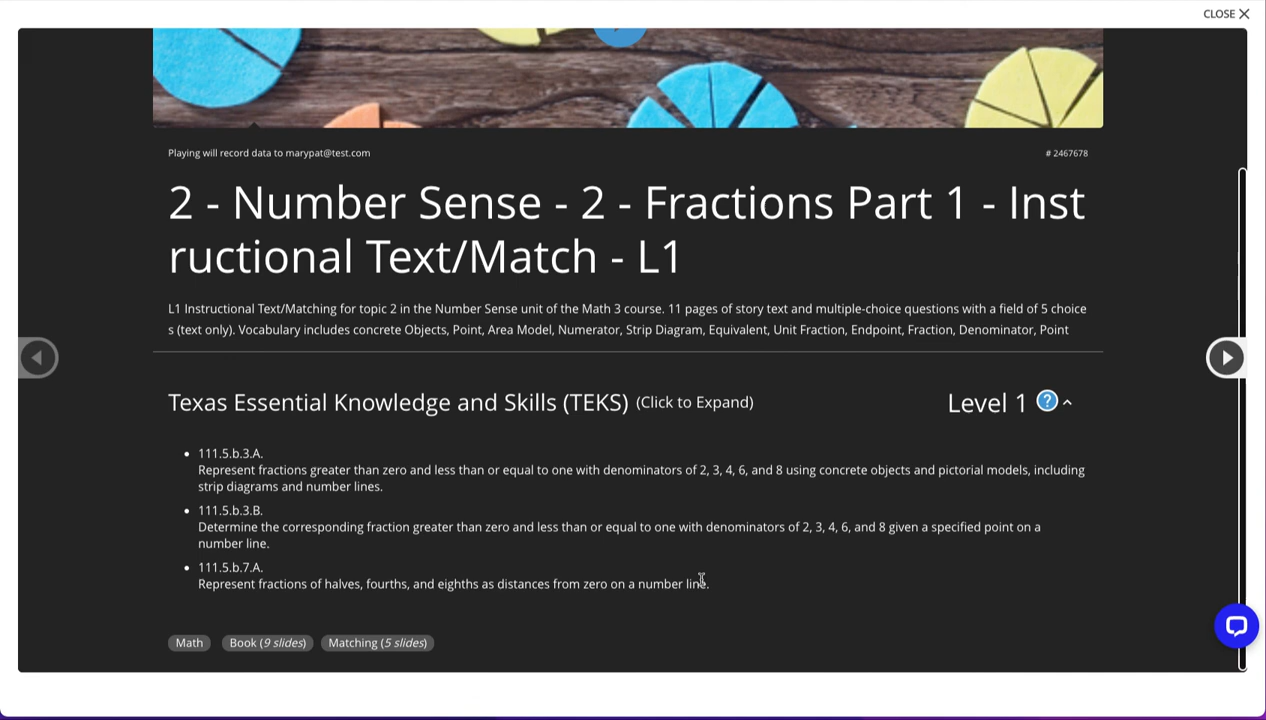 CLOSE
Playing will record data to marypat@test.com
# 2467678
2 - Number Sense - 2 - Fractions Part 1 - Inst
ructional Text/Match - L1
L1 Instructional Text/Matching for topic 2 in the Number Sense unit of the Math 3 course. 11 pages of story text and multiple-choice questions with a field of 5 choice
s (text only). Vocabulary includes concrete Objects, Point, Area Model, Numerator, Strip Diagram, Equivalent, Unit Fraction, Endpoint, Fraction, Denominator, Point
Texas Essential Knowledge and Skills (TEKS) (Click to Expand)
Level 1 ?
• 111.5.b.3.A.
Represent fractions greater than zero and less than or equal to one with denominators of 2, 3, 4, 6, and 8 using concrete objects and pictorial models, including
strip diagrams and number lines.
• 111.5.b.3.B.
Determine the corresponding fraction greater than zero and less than or equal to one with denominators of 2, 3, 4, 6, and 8 given a specified point on a
number line.
• 111.5.b.7.A.
Represent fractions of halves, fourths, and eighths as distances from zero on a number line.
Math Book (9 slides) Matching (5 slides)